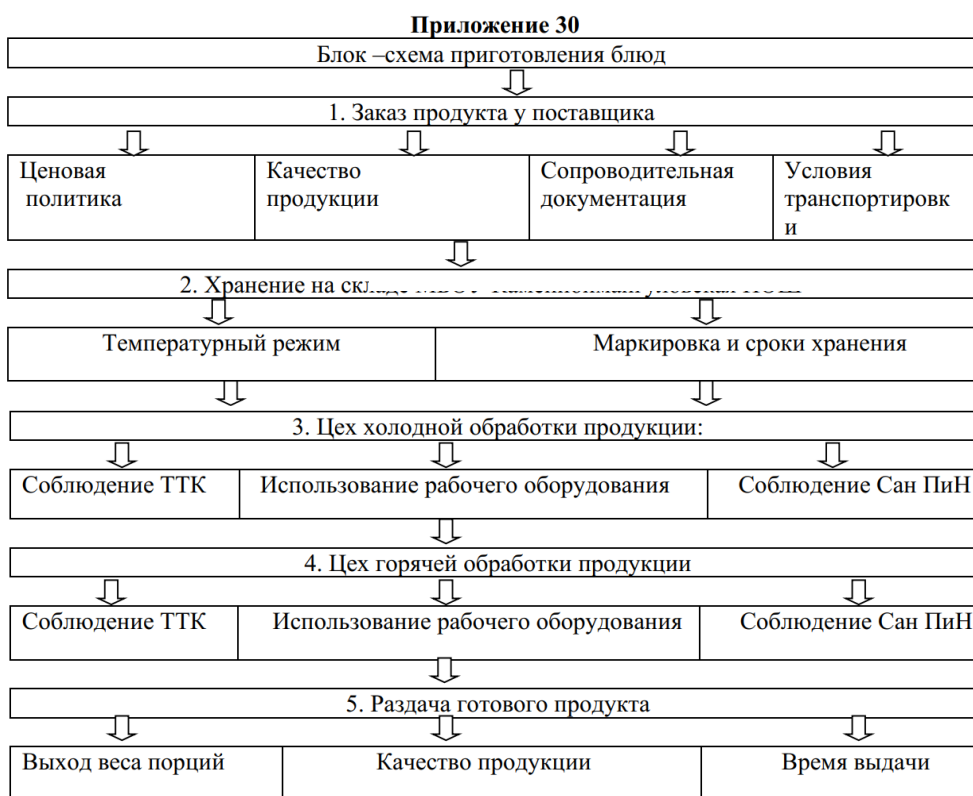 Приложение 30
Блок –схема приготовления блюд
1. Заказ продукта у поставщика
Ценовая
политика
Качество
продукции
Сопроводительная
документация
Условия
транспортировк
и
2. Хранение на складе
Температурный режим
Маркировка и сроки хранения
3. Цех холодной обработки продукции:
Соблюдение ТТК
Использование рабочего оборудования
Соблюдение Сан ПиН
4. Цех горячей обработки продукции
Соблюдение ТТК
Использование рабочего оборудования
Соблюдение Сан ПиН
5. Раздача готового продукта
Выход веса порций
Качество продукции
Время выдачи